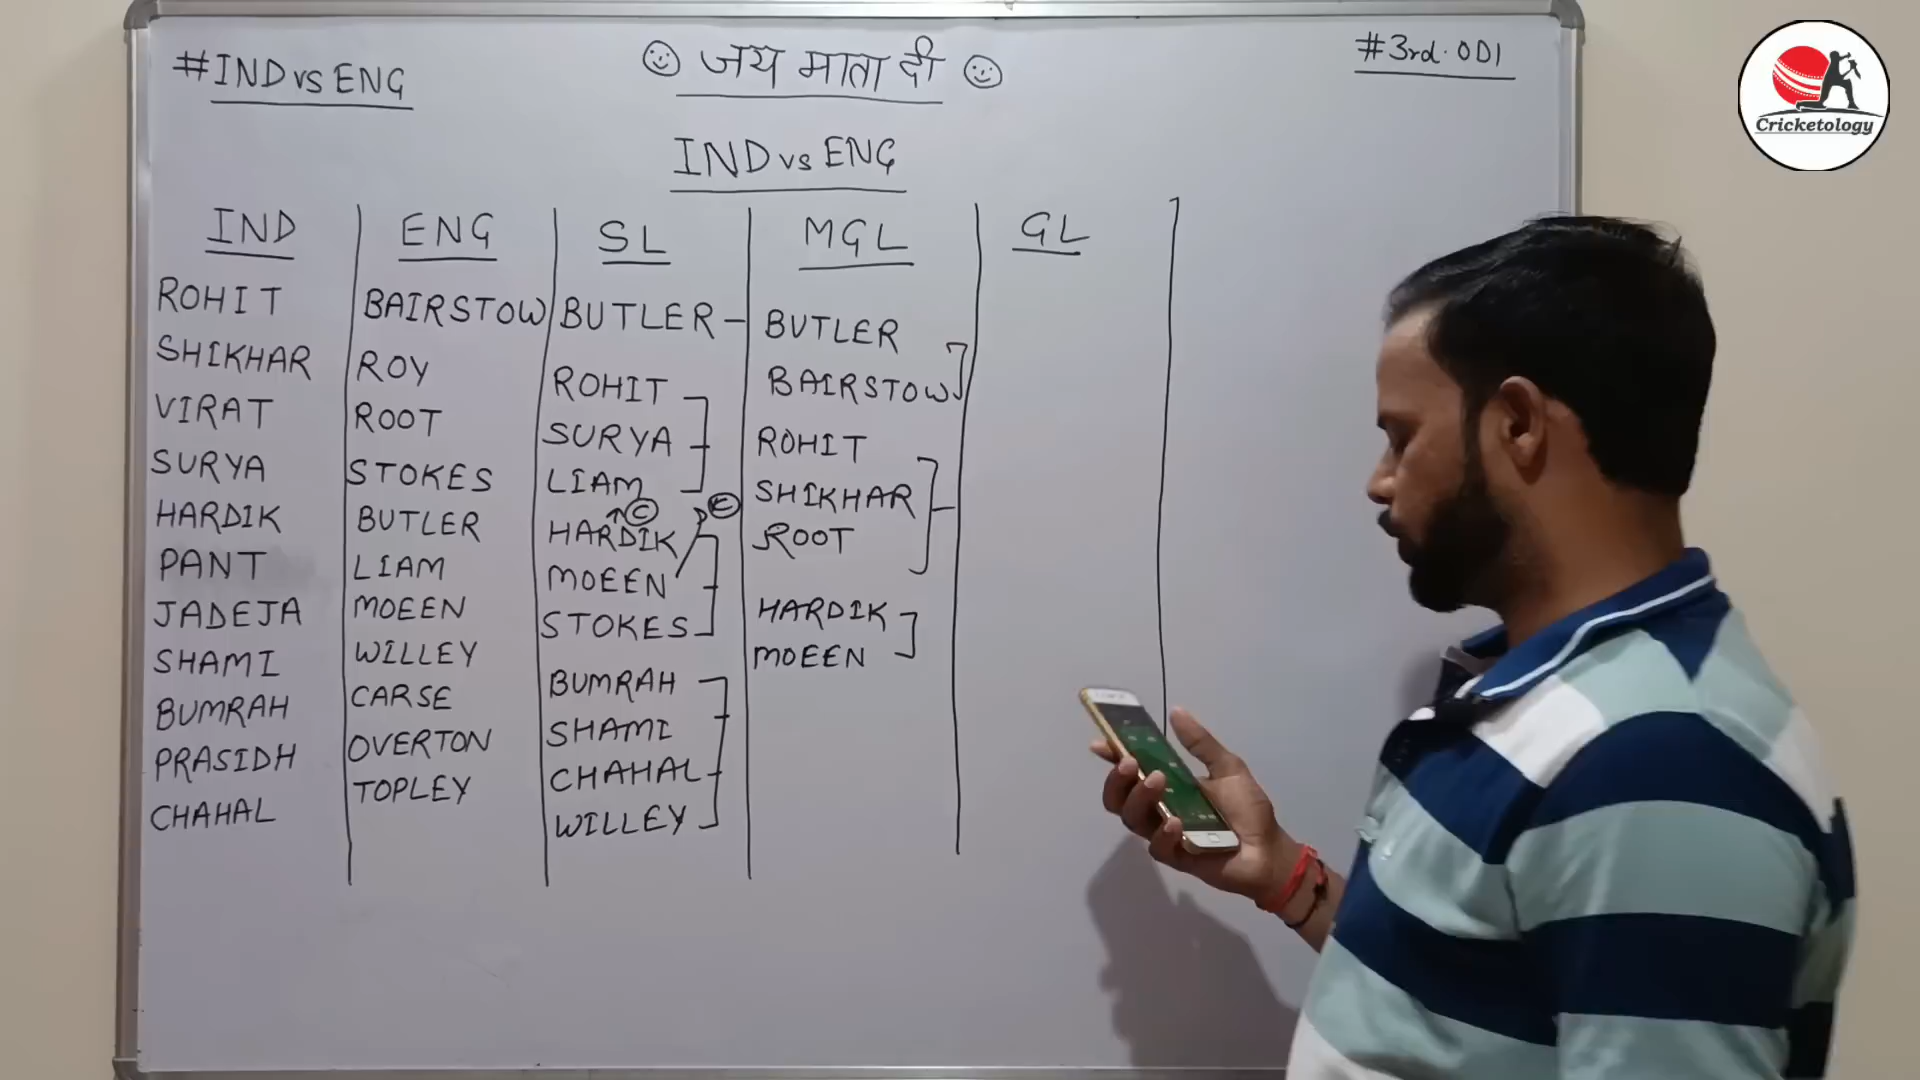 #IND vs ENG
☺ जय माता दी ☺
#3rd. ODI
Cricketology
IND vs ENG
IND
ROHIT
SHIKHAR
VIRAT
SURYA
HARDIK
PANT
JADEJA
SHAMI
BUMRAH
PRASIDH
CHAHAL
ENG
BAIRSTOW
ROY
ROOT
STOKES
BUTLER
LIAM
MOEEN
WILLEY
CARSE
OVERTON
TOPLEY
SL
BUTLER-
ROHIT
SURYA
LIAM
↑ C
C
HARDIK
MOEEN
STOKES
BUMRAH
SHAMI
CHAHAL
WILLEY
MGL
BUTLER
BAIRSTOW
ROHIT
SHIKHAR
ROOT
HARDIK
MOEEN
GL